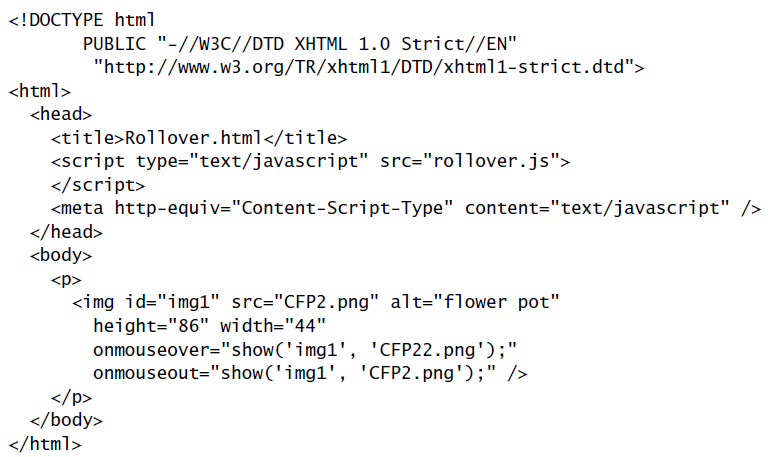 <!DOCTYPE html
PUBLIC "-//W3C//DTD XHTML 1.0 Strict//EN"
"http://www.w3.org/TR/xhtml1/DTD/xhtml1-strict.dtd">
<html>
<head>
<title>Rollover.html</title>
<script type="text/javascript" src="rollover.js">
</script>
<meta http-equiv="Content-Script-Type" content="text/javascript" />
</head>
<body>
<p>
<img id="img1" src="CFP2.png" alt="flower pot"
height="86" width="44"
onmouseover="show('img1', 'CFP22.png');"
onmouseout="show('img1', 'CFP2.png');" />
</p>
</body>
</html>